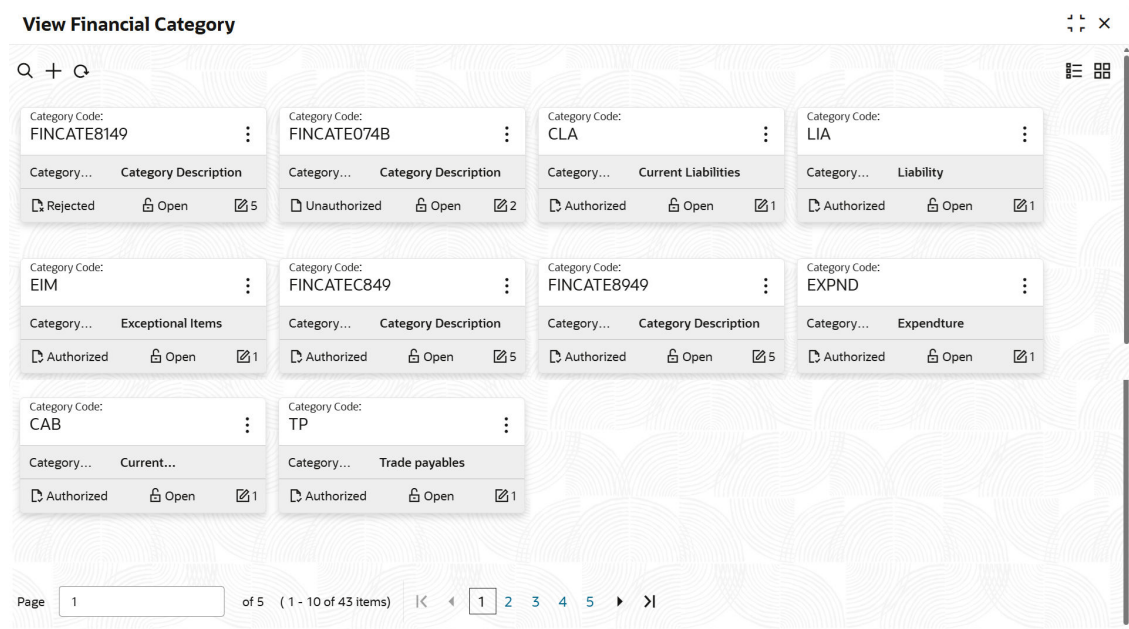 View Financial Category
Category Code: Category Code: Category Code: Category Code:
FINCATE8149 FINCATE074B CLA LIA
Category... Category Description Category... Category Description Category... Current Liabilities Category... Liability
Rejected Open 5 Unauthorized Open 2 Authorized Open 1 Authorized Open 1
Category Code: Category Code: Category Code: Category Code:
EIM FINCATEC849 FINCATE8949 EXPND
Category... Exceptional Items Category... Category Description Category... Category Description Category... Expendture
Authorized Open 1 Authorized Open 5 Authorized Open 5 Authorized Open 1
Category Code: Category Code:
CAB TP
Category... Current... Category... Trade payables
Authorized Open 1 Authorized Open 1
Page 1 of 5 ( 1 - 10 of 43 items) 1 2 3 4 5